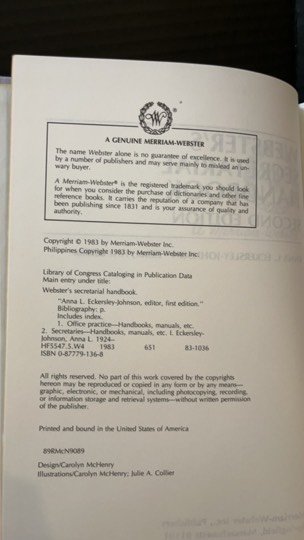 W
®
A GENUINE MERRIAM-WEBSTER
The name Webster alone is no guarantee of excellence. It is used
by a number of publishers and may serve mainly to mislead an un-
wary buyer.
A Merriam-Webster® is the registered trademark you should look
for when you consider the purchase of dictionaries and other fine
reference books. It carries the reputation of a company that has
been publishing since 1831 and is your assurance of quality and
authority.
Copyright © 1983 by Merriam-Webster Inc.
Philippines Copyright 1983 by Merriam-Webster Inc.
Library of Congress Cataloging in Publication Data
Main entry under title:
Webster's secretarial handbook.
"Anna L. Eckersley-Johnson, editor, first edition."
Bibliography: p.
Includes index.
1. Office practice—Handbooks, manuals, etc.
2. Secretaries—Handbooks, manuals, etc. I. Eckersley-
Johnson, Anna L. 1924–
HF5547.5.W4 1983 651 83-1036
ISBN 0-87779-136-8
All rights reserved. No part of this work covered by the copyrights
hereon may be reproduced or copied in any form or by any means—
graphic, electronic, or mechanical, including photocopying, recording,
or information storage and retrieval systems—without written permission
of the publisher.
Printed and bound in the United States of America
89RMcN9089
Design/Carolyn McHenry
Illustrations/Carolyn McHenry; Julie A. Collier